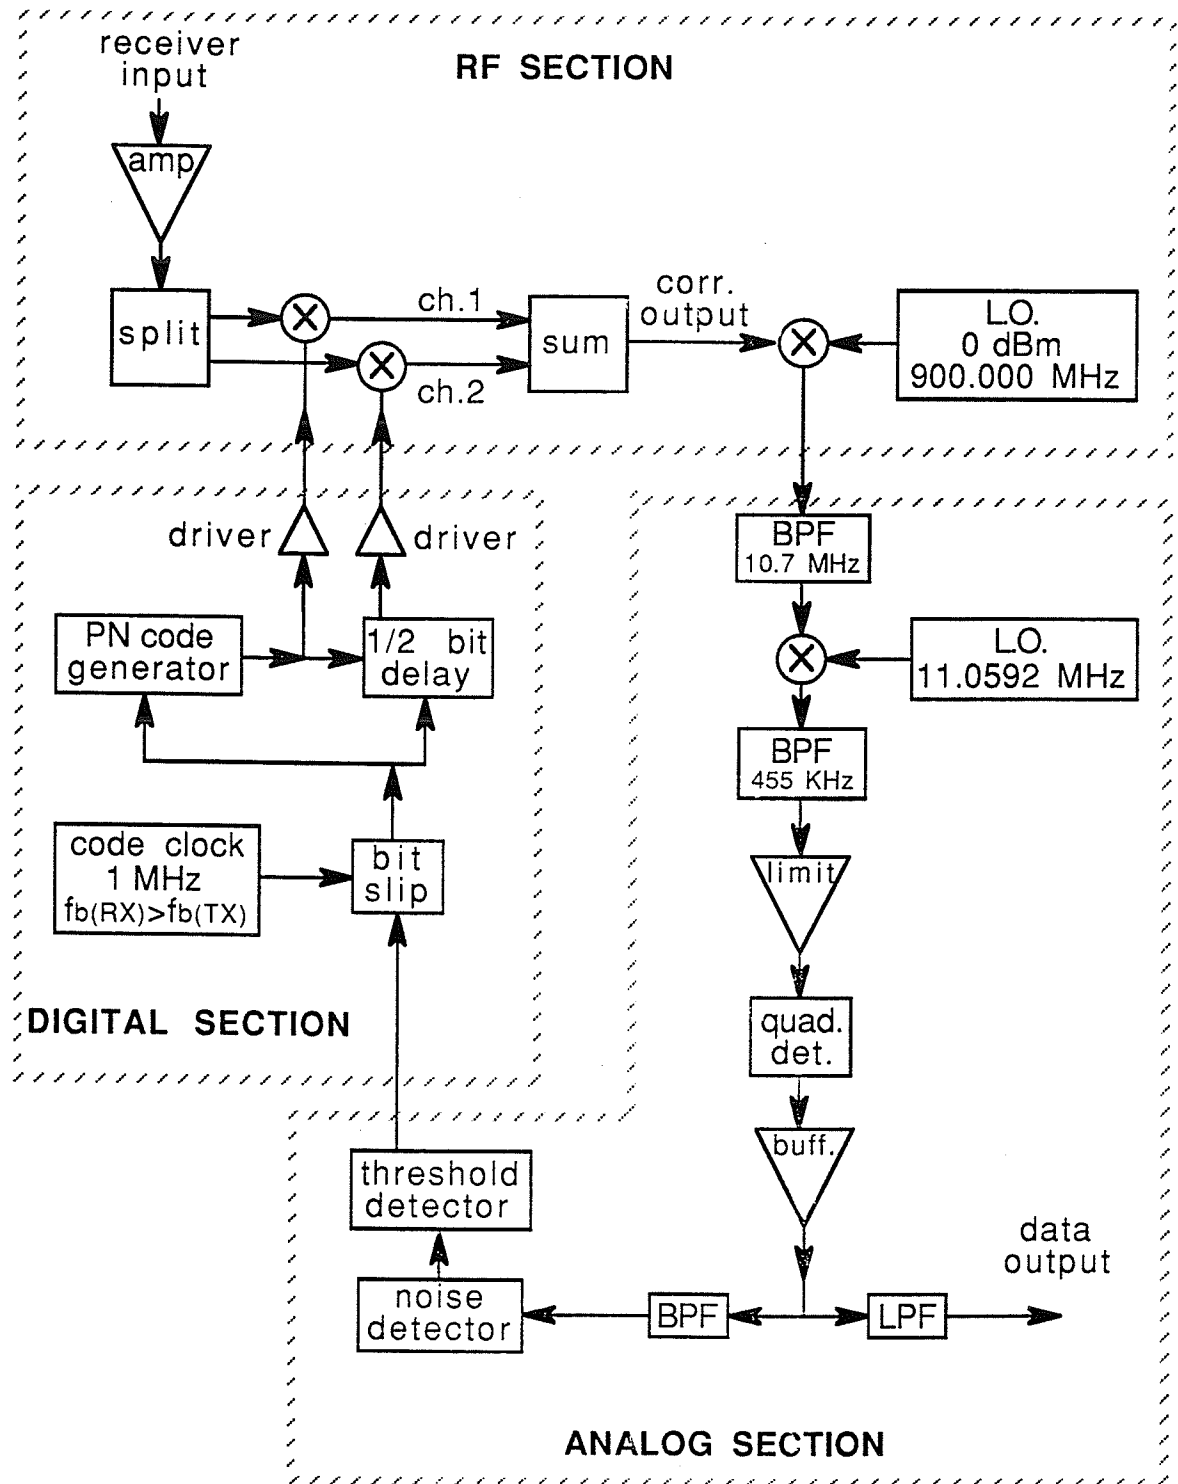 receiver
input
RF SECTION
amp
split
ch.1
ch.2
sum
corr.
output
L.O.
0 dBm
900.000 MHz
driver
driver
PN code
generator
1/2 bit
delay
code clock
1 MHz
fb(RX)>fb(TX)
bit
slip
DIGITAL SECTION
BPF
10.7 MHz
L.O.
11.0592 MHz
BPF
455 KHz
limit
quad.
det.
buff.
threshold
detector
noise
detector
BPF
LPF
data
output
ANALOG SECTION